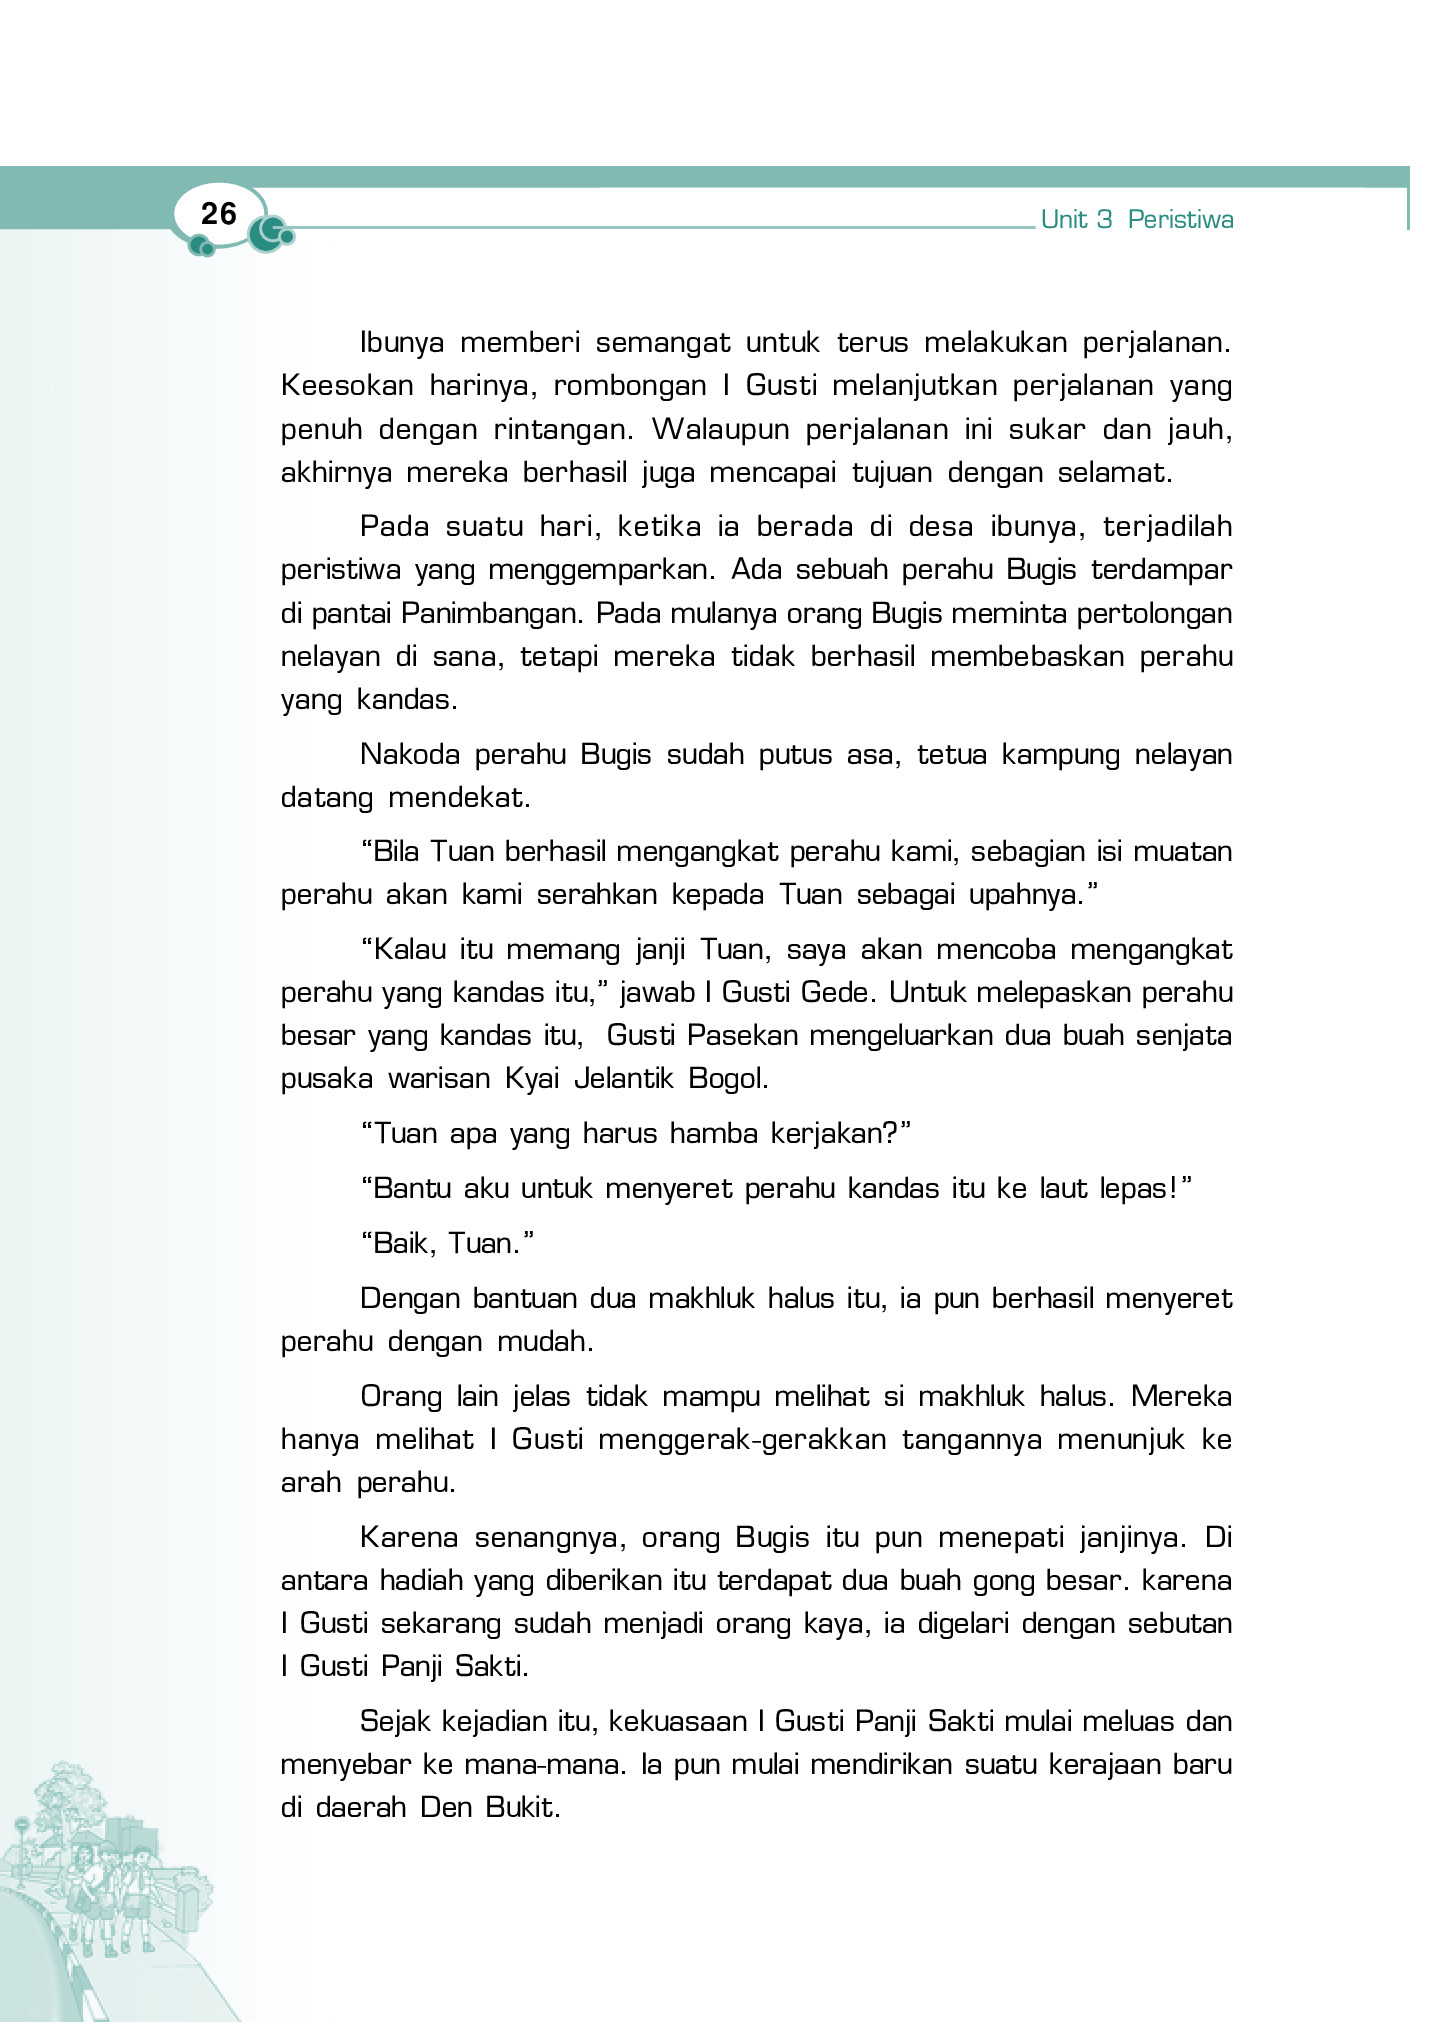 26
Unit 3 Peristiwa
Ibunya memberi semangat untuk terus melakukan perjalanan.
Keesokan harinya, rombongan I Gusti melanjutkan perjalanan yang
penuh dengan rintangan. Walaupun perjalanan ini sukar dan jauh,
akhirnya mereka berhasil juga mencapai tujuan dengan selamat.
Pada suatu hari, ketika ia berada di desa ibunya, terjadilah
peristiwa yang menggemparkan. Ada sebuah perahu Bugis terdampar
di pantai Panimbangan. Pada mulanya orang Bugis meminta pertolongan
nelayan di sana, tetapi mereka tidak berhasil membebaskan perahu
yang kandas.
Nakoda perahu Bugis sudah putus asa, tetua kampung nelayan
datang mendekat.
“Bila Tuan berhasil mengangkat perahu kami, sebagian isi muatan
perahu akan kami serahkan kepada Tuan sebagai upahnya.”
“Kalau itu memang janji Tuan, saya akan mencoba mengangkat
perahu yang kandas itu,” jawab I Gusti Gede. Untuk melepaskan perahu
besar yang kandas itu, Gusti Pasekan mengeluarkan dua buah senjata
pusaka warisan Kyai Jelantik Bogol.
“Tuan apa yang harus hamba kerjakan?”
“Bantu aku untuk menyeret perahu kandas itu ke laut lepas!”
“Baik, Tuan.”
Dengan bantuan dua makhluk halus itu, ia pun berhasil menyeret
perahu dengan mudah.
Orang lain jelas tidak mampu melihat si makhluk halus. Mereka
hanya melihat I Gusti menggerak-gerakkan tangannya menunjuk ke
arah perahu.
Karena senangnya, orang Bugis itu pun menepati janjinya. Di
antara hadiah yang diberikan itu terdapat dua buah gong besar. karena
I Gusti sekarang sudah menjadi orang kaya, ia digelari dengan sebutan
I Gusti Panji Sakti.
Sejak kejadian itu, kekuasaan I Gusti Panji Sakti mulai meluas dan
menyebar ke mana-mana. Ia pun mulai mendirikan suatu kerajaan baru
di daerah Den Bukit.